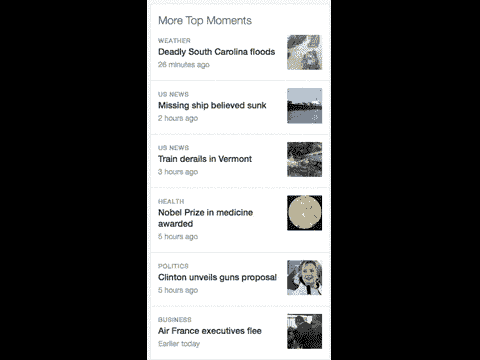 More Top Moments
WEATHER
Deadly South Carolina floods
26 minutes ago
US NEWS
Missing ship believed sunk
2 hours ago
US NEWS
Train derails in Vermont
3 hours ago
HEALTH
Nobel Prize in medicine
awarded
5 hours ago
POLITICS
Clinton unveils guns proposal
5 hours ago
BUSINESS
Air France executives flee
Earlier today